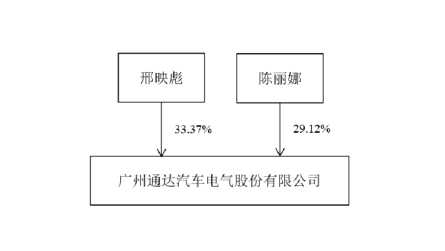 邢映彪
陈丽娜
33.37%
29.12%
广州通达汽车电气股份有限公司